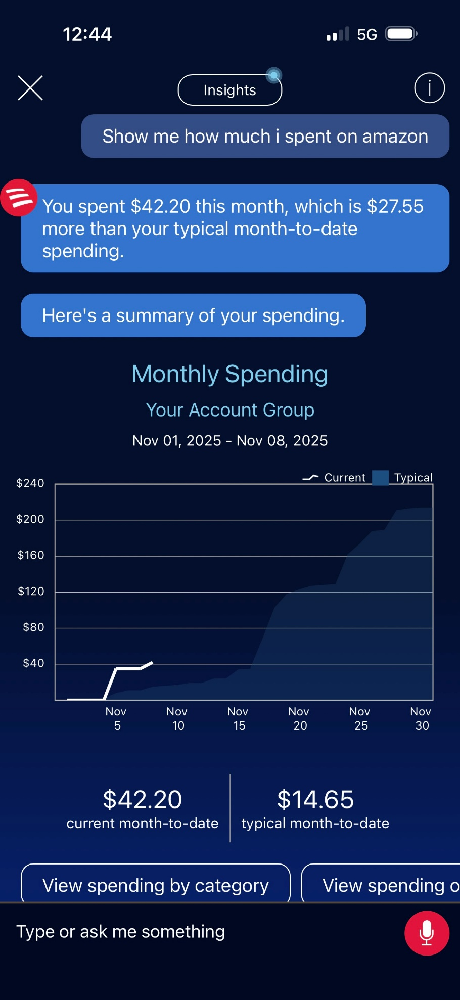 12:44
5G
Insights
Show me how much i spent on amazon
You spent $42.20 this month, which is $27.55
more than your typical month-to-date
spending.
Here's a summary of your spending.
Monthly Spending
Your Account Group
Nov 01, 2025 - Nov 08, 2025
Current
Typical
$240
$200
$160
$120
$80
$40
Nov
5
Nov
10
Nov
15
Nov
20
Nov
25
Nov
30
$42.20
current month-to-date
$14.65
typical month-to-date
View spending by category
View spending o
Type or ask me something